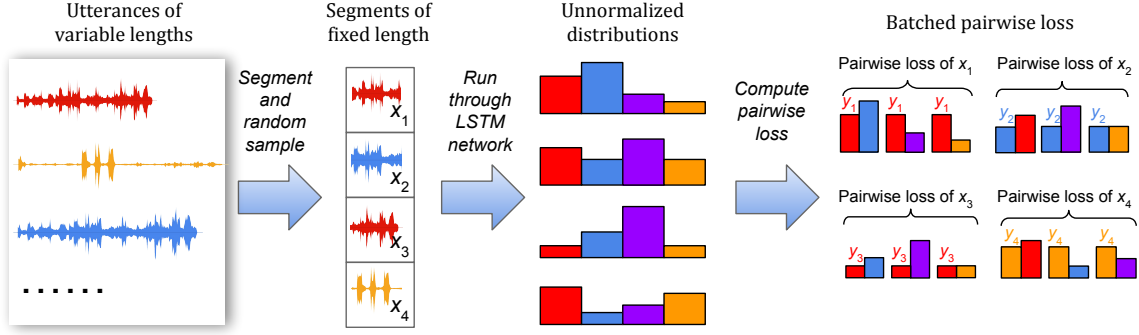 Utterances of
variable lengths
Segments of
fixed length
Unnormalized
distributions
Batched pairwise loss
Segment
and
random
sample
x1
x2
x3
x4
Run
through
LSTM
network
Compute
pairwise
loss
Pairwise loss of x1
y1 y1 y1
Pairwise loss of x2
y2 y2 y2
Pairwise loss of x3
y3 y3 y3
Pairwise loss of x4
y4 y4 y4
......